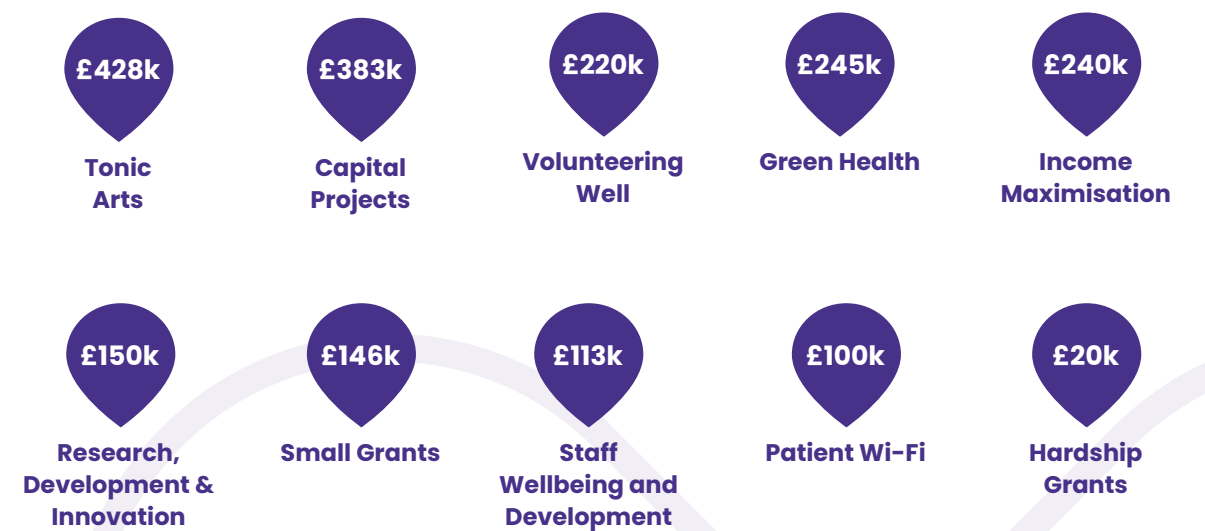 £428k
Tonic
Arts
£383k
Capital
Projects
£220k
Volunteering
Well
£245k
Green Health
£240k
Income
Maximisation
£150k
Research,
Development &
Innovation
£146k
Small Grants
£113k
Staff
Wellbeing and
Development
£100k
Patient Wi-Fi
£20k
Hardship
Grants